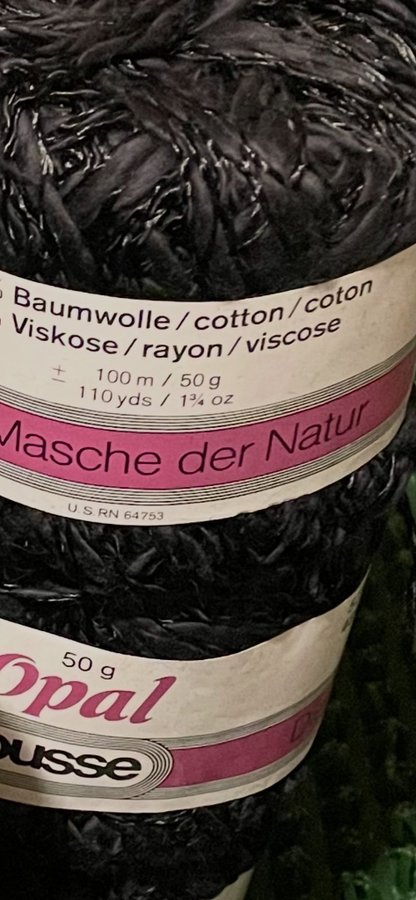 % Baumwolle / cotton / coton
Viskose / rayon / viscose
± 100 m / 50 g
110 yds / 1¾ oz
Masche der Natur
U.S. RN 64753
50 g
Opal
ousse